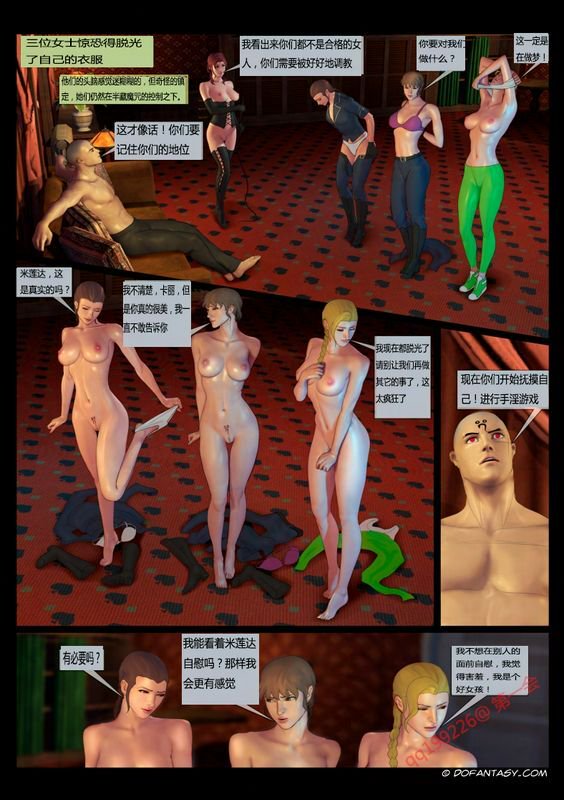 三位女士惊恐得脱光
了自己的衣服
他们的头脑感觉迷糊糊的，但奇怪的镇
定，她们仍然在半藏魔咒的控制之下。
我看出来你们都不是合格的女
人，你们需要被好好地调教
你要对我们
做什么？
这一定是
在做梦！
这才像话！你们要
记住你们的地位
米莲达，这
是真实的吗？
我不清楚，卡丽，但
是你真的很美，我一
直不敢告诉你
我现在都脱光了
请别让我们再做
其它的事了，这
太疯狂了
现在你们开始抚摸自
己！进行手淫游戏
有必要吗？
我能看着米莲达
自慰吗？那样我
会更有感觉
我不想在别人的
面前自慰，我觉
得害羞，我是个
好女孩！
qq199226@ 第一会
© DOFANTASY.COM